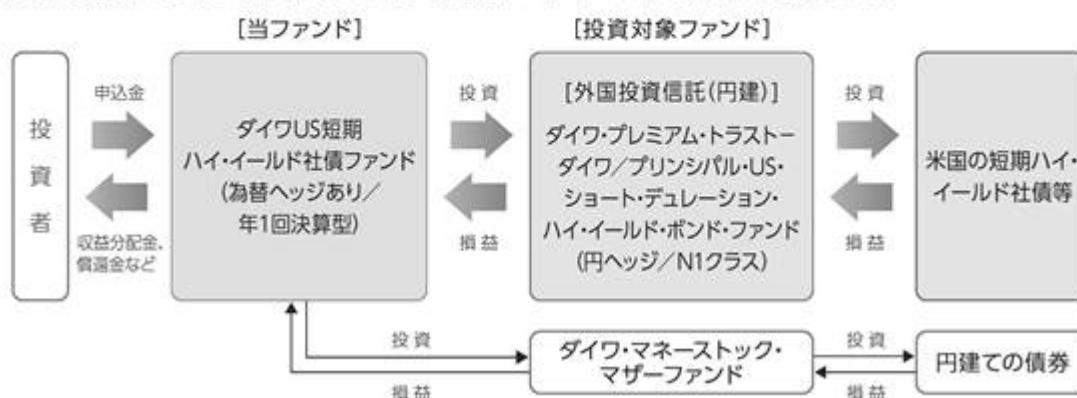 [当ファンド]
[投資対象ファンド]
投資者
申込金
収益分配金、
償還金など
ダイワUS短期
ハイ・イールド社債ファンド
(為替ヘッジあり/
年1回決算型)
投資
損益
[外国投資信託(円建)]
ダイワ・プレミアム・トラストー
ダイワ/プリンシパル・US・
ショート・デュレーション・
ハイ・イールド・ボンド・ファンド
(円ヘッジ/N1クラス)
投資
損益
米国の短期ハイ・
イールド社債等
投資
損益
ダイワ・マネーストック・
マザーファンド
投資
損益
円建ての債券